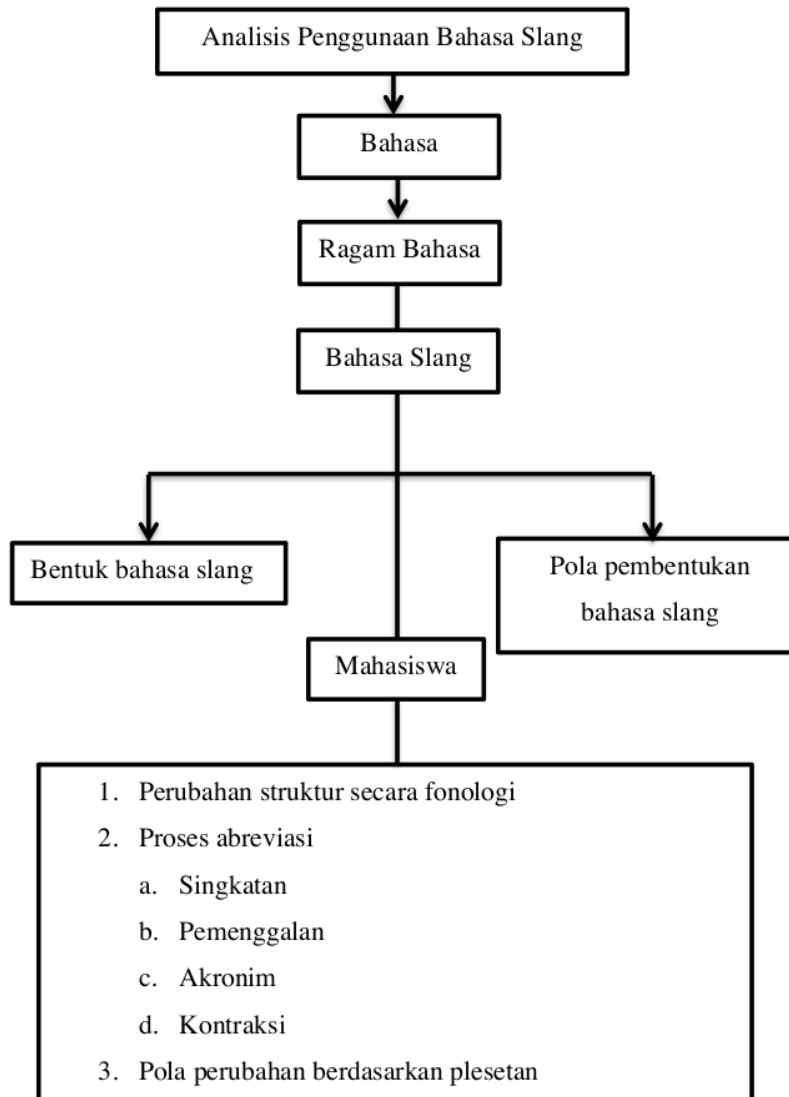 Analisis Penggunaan Bahasa Slang
Bahasa
Ragam Bahasa
Bahasa Slang
Bentuk bahasa slang
Pola pembentukan
bahasa slang
Mahasiswa
1. Perubahan struktur secara fonologi
2. Proses abreviasi
a. Singkatan
b. Pemenggalan
c. Akronim
d. Kontraksi
3. Pola perubahan berdasarkan plesetan